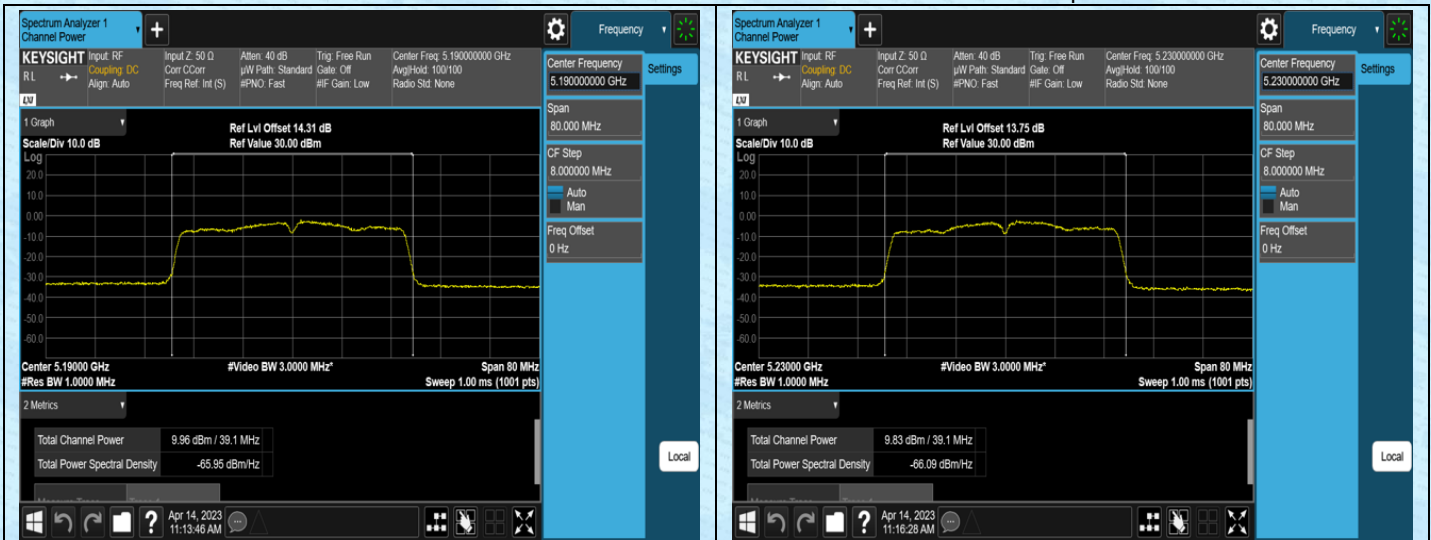 Spectrum Analyzer 1
Channel Power
+
Frequency
KEYSIGHT
Input: RF
Coupling: DC
Align: Auto
Input Z: 50 Ω
Corr CCorr
Freq Ref: Int (S)
Atten: 40 dB
µW Path: Standard
#PNO: Fast
Trig: Free Run
Gate: Off
#IF Gain: Low
Center Freq: 5.190000000 GHz
Avg|Hold: 100/100
Radio Std: None
R L
LXI
Center Frequency
5.190000000 GHz
Settings
Span
80.000 MHz
CF Step
8.000000 MHz
Auto
Man
Freq Offset
0 Hz
1 Graph
Ref Lvl Offset 14.31 dB
Scale/Div 10.0 dB
Ref Value 30.00 dBm
Log
20.0
10.0
0.00
-10.0
-20.0
-30.0
-40.0
-50.0
-60.0
Center 5.19000 GHz
#Video BW 3.0000 MHz*
Span 80 MHz
#Res BW 1.0000 MHz
Sweep 1.00 ms (1001 pts)
2 Metrics
Total Channel Power 9.96 dBm / 39.1 MHz
Total Power Spectral Density -65.95 dBm/Hz
Local
?
Apr 14, 2023
11:13:46 AM
Spectrum Analyzer 1
Channel Power
+
Frequency
KEYSIGHT
Input: RF
Coupling: DC
Align: Auto
Input Z: 50 Ω
Corr CCorr
Freq Ref: Int (S)
Atten: 40 dB
µW Path: Standard
#PNO: Fast
Trig: Free Run
Gate: Off
#IF Gain: Low
Center Freq: 5.230000000 GHz
Avg|Hold: 100/100
Radio Std: None
R L
LXI
Center Frequency
5.230000000 GHz
Settings
Span
80.000 MHz
CF Step
8.000000 MHz
Auto
Man
Freq Offset
0 Hz
1 Graph
Ref Lvl Offset 13.75 dB
Scale/Div 10.0 dB
Ref Value 30.00 dBm
Log
20.0
10.0
0.00
-10.0
-20.0
-30.0
-40.0
-50.0
-60.0
Center 5.23000 GHz
#Video BW 3.0000 MHz*
Span 80 MHz
#Res BW 1.0000 MHz
Sweep 1.00 ms (1001 pts)
2 Metrics
Total Channel Power 9.83 dBm / 39.1 MHz
Total Power Spectral Density -66.09 dBm/Hz
Local
?
Apr 14, 2023
11:16:28 AM